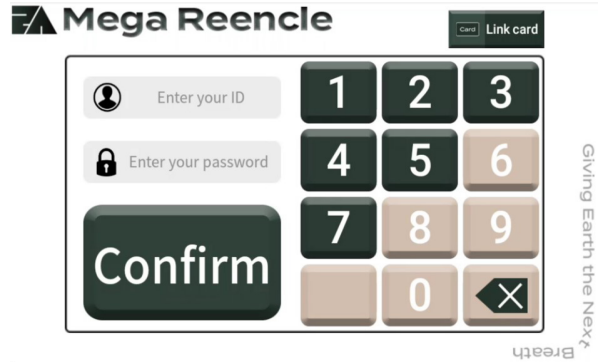 Mega Reencle
Card Link card
Enter your ID
Enter your password
Confirm
1 2 3
4 5 6
7 8 9
0
Giving Earth the Next
Breath